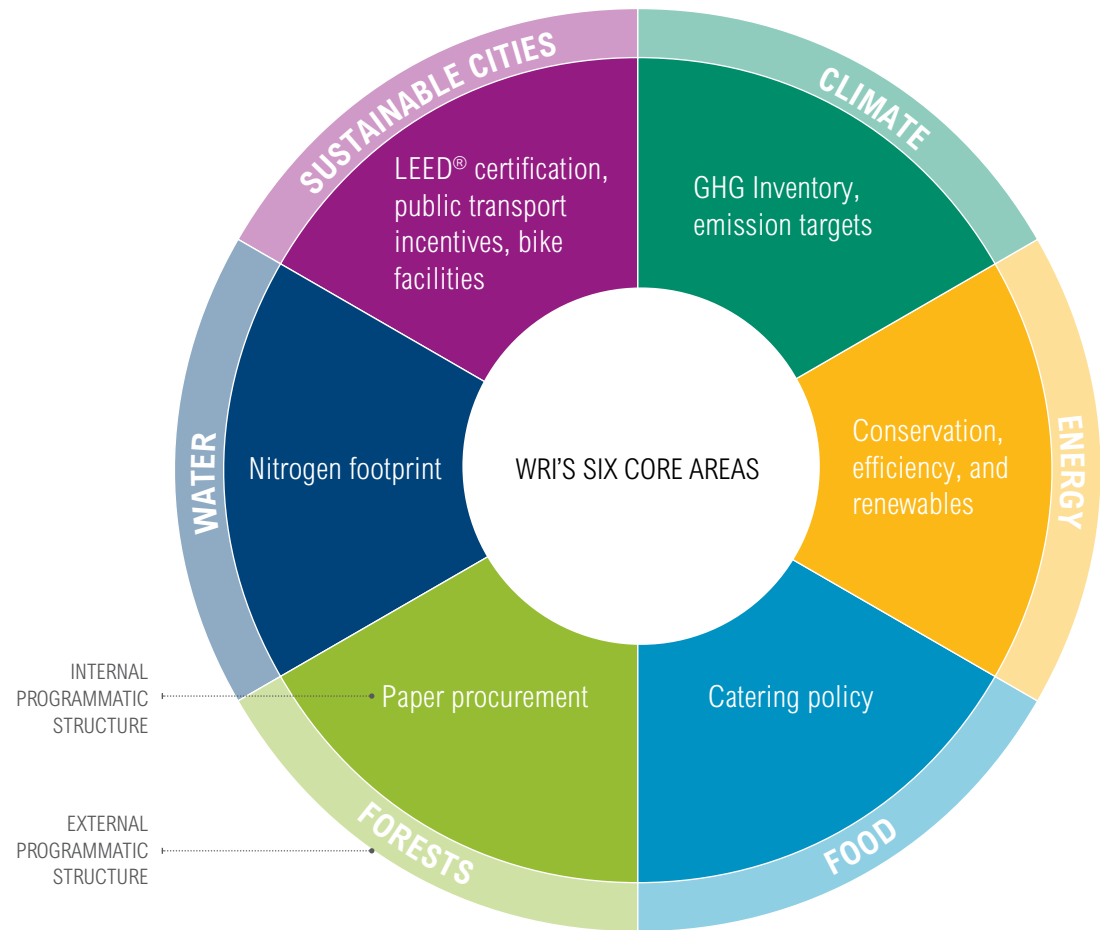 SUSTAINABLE CITIES
CLIMATE
LEED® certification,
public transport
incentives, bike
facilities
GHG Inventory,
emission targets
WATER
Nitrogen footprint
WRI'S SIX CORE AREAS
Conservation,
efficiency, and
renewables
ENERGY
INTERNAL
PROGRAMMATIC
STRUCTURE
Paper procurement
Catering policy
EXTERNAL
PROGRAMMATIC
STRUCTURE
FORESTS
FOOD